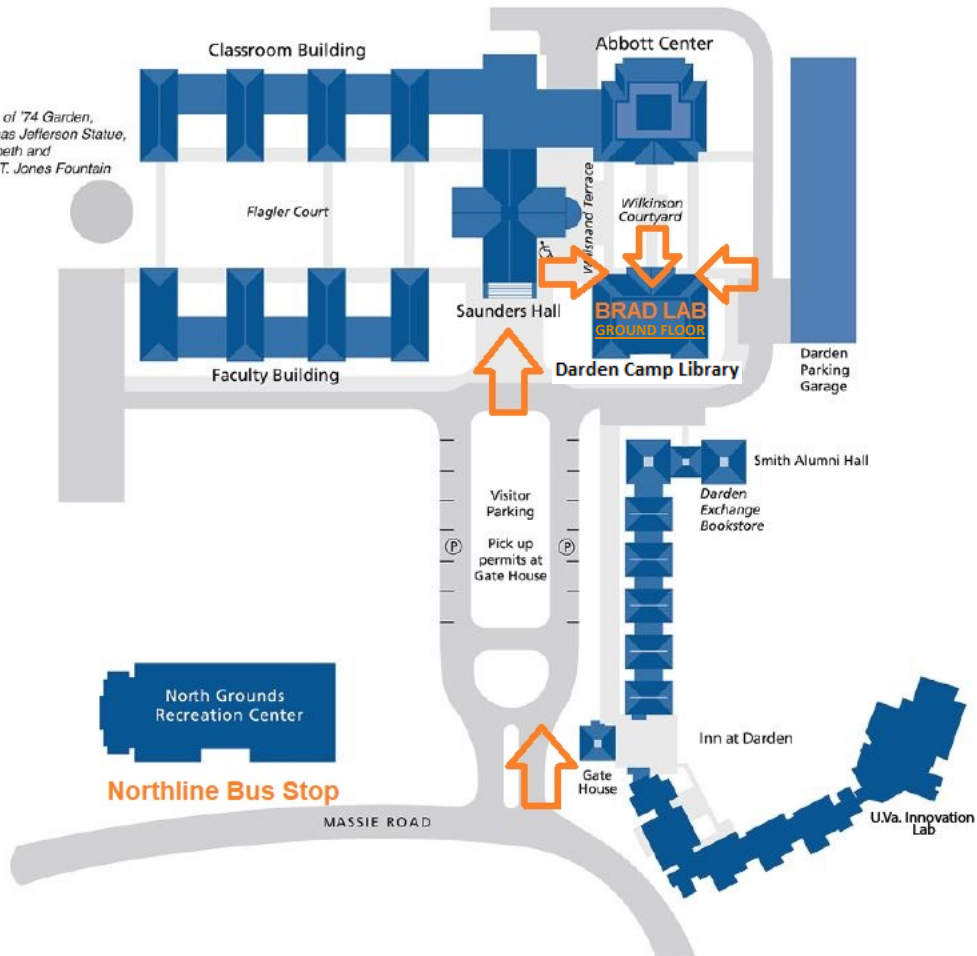 Classroom Building
Abbott Center
of '74 Garden,
Jefferson Statue,
and
T. Jones Fountain
Flagler Court
Terrace
Wilkinson
Courtyard
BRAD LAB
GROUND FLOOR
Saunders Hall
Darden Camp Library
Faculty Building
Darden
Parking
Garage
Smith Alumni Hall
Darden
Exchange
Bookstore
Visitor
Parking
P
Pick up
permits at
Gate House
P
North Grounds
Recreation Center
Northline Bus Stop
Inn at Darden
Gate
House
U.Va. Innovation
Lab
MASSIE ROAD